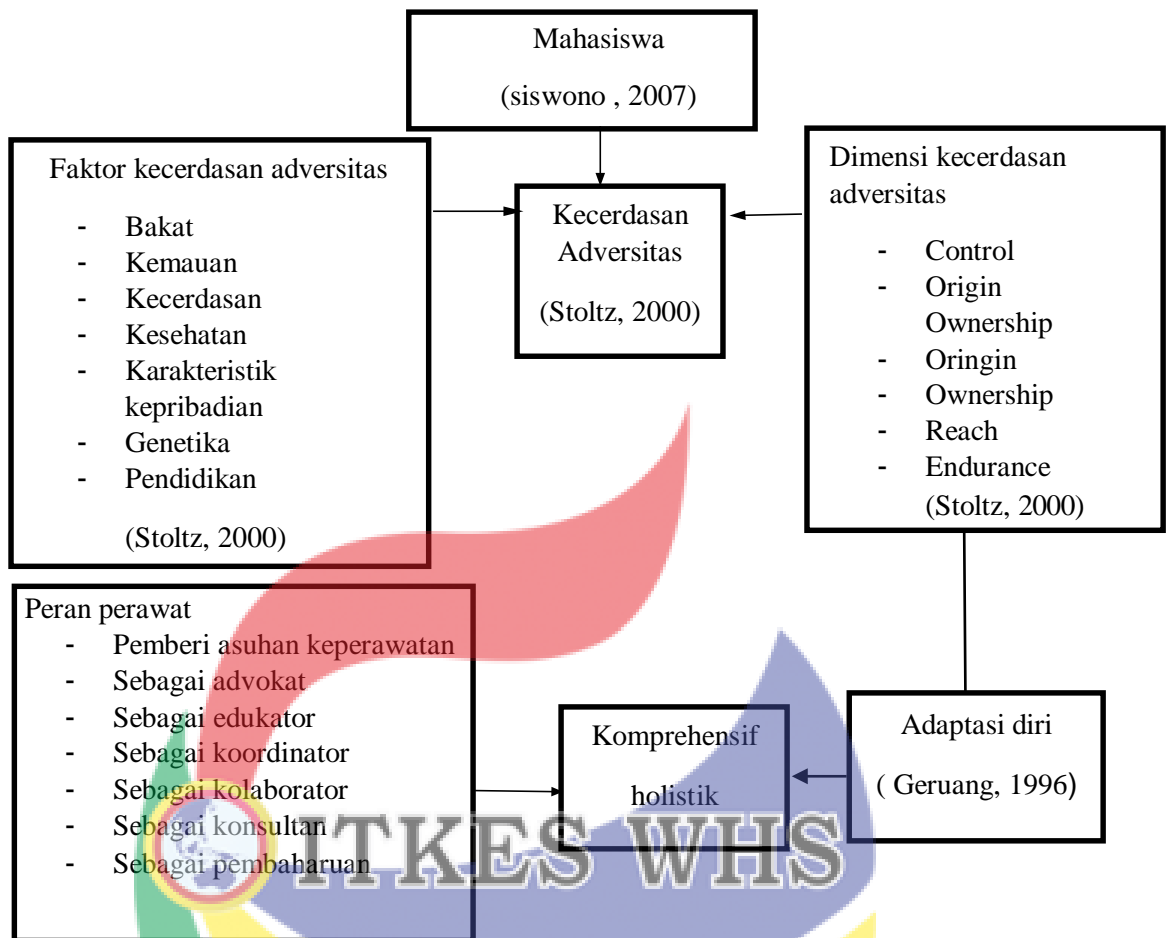 Mahasiswa
(siswono , 2007)
Faktor kecerdasan adversitas
- Bakat
- Kemauan
- Kecerdasan
- Kesehatan
- Karakteristik
kepribadian
- Genetika
- Pendidikan
(Stoltz, 2000)
Kecerdasan
Adversitas
(Stoltz, 2000)
Dimensi kecerdasan
adversitas
- Control
- Origin
Ownership
- Oringin
- Ownership
- Reach
- Endurance
(Stoltz, 2000)
Peran perawat
- Pemberi asuhan keperawatan
- Sebagai advokat
- Sebagai edukator
- Sebagai koordinator
- Sebagai kolaborator
- Sebagai konsultan
- Sebagai pembaharuan
Komprehensif
holistik
Adaptasi diri
( Geruang, 1996)
ITKES WHS